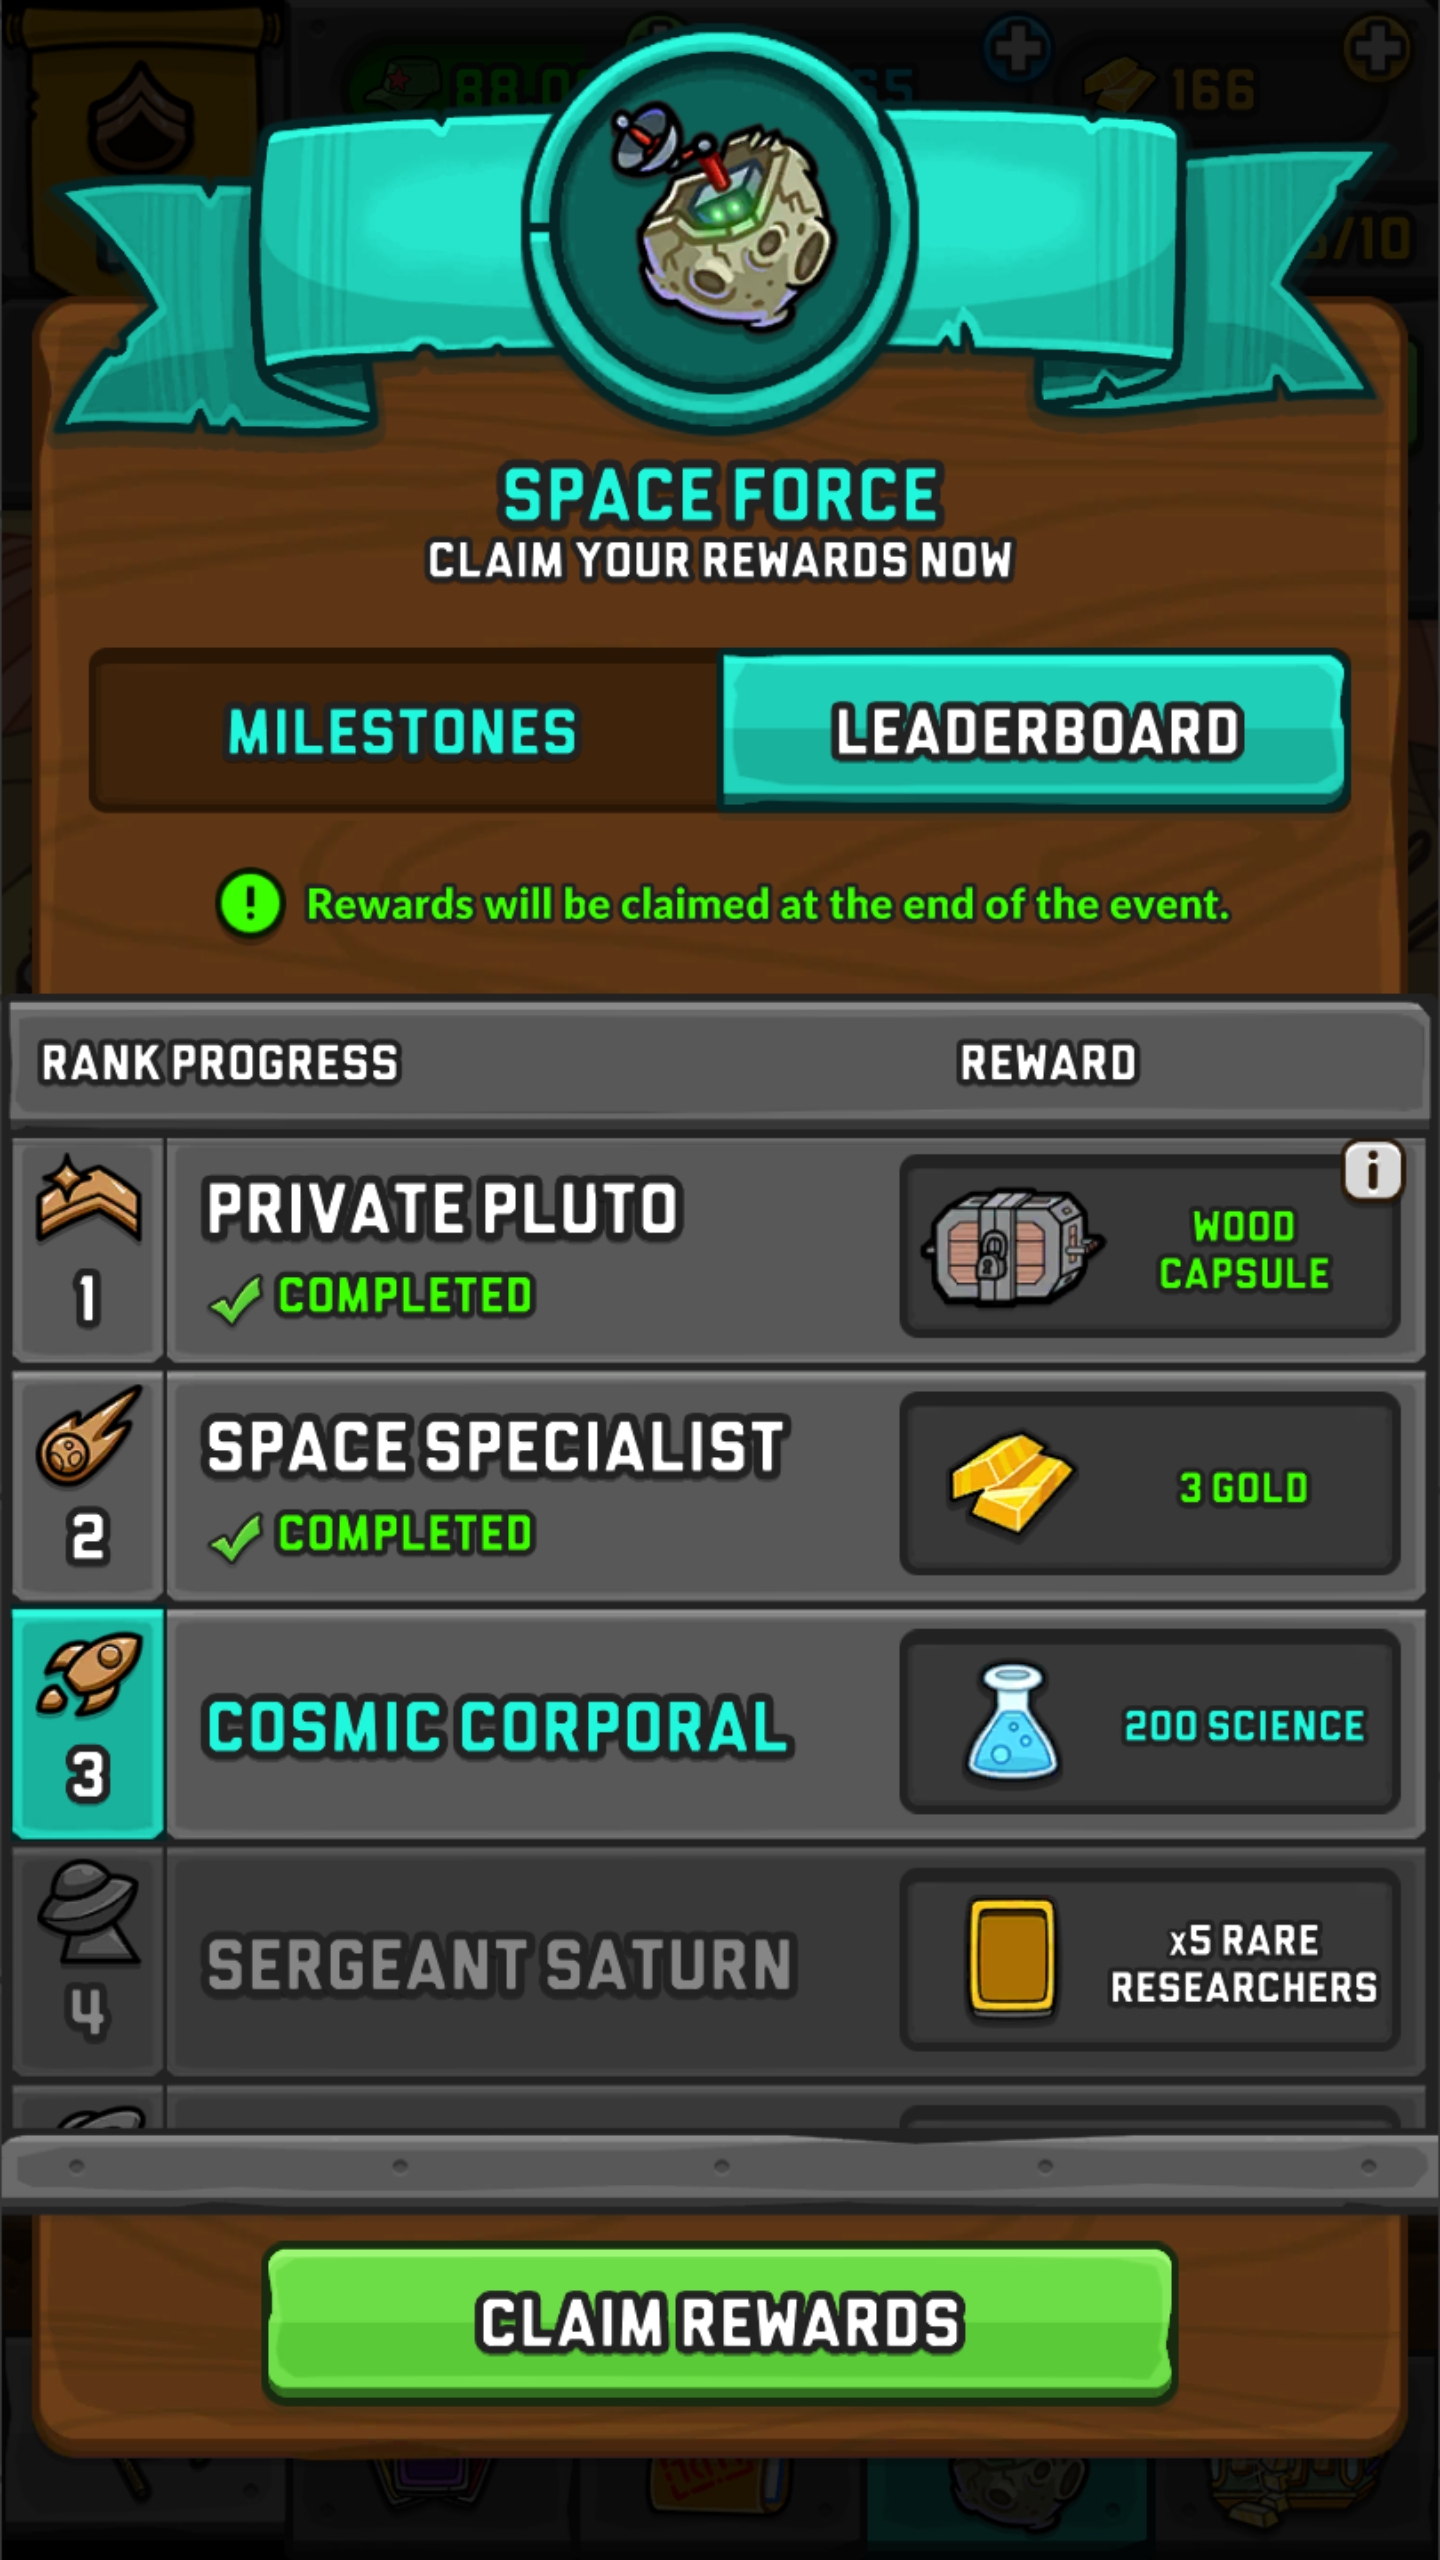 166
/10
SPACE FORCE
CLAIM YOUR REWARDS NOW
MILESTONES
LEADERBOARD
! Rewards will be claimed at the end of the event.
RANK PROGRESS
REWARD
1
PRIVATE PLUTO
COMPLETED
WOOD
CAPSULE
i
2
SPACE SPECIALIST
COMPLETED
3 GOLD
3
COSMIC CORPORAL
200 SCIENCE
4
SERGEANT SATURN
x5 RARE
RESEARCHERS
CLAIM REWARDS